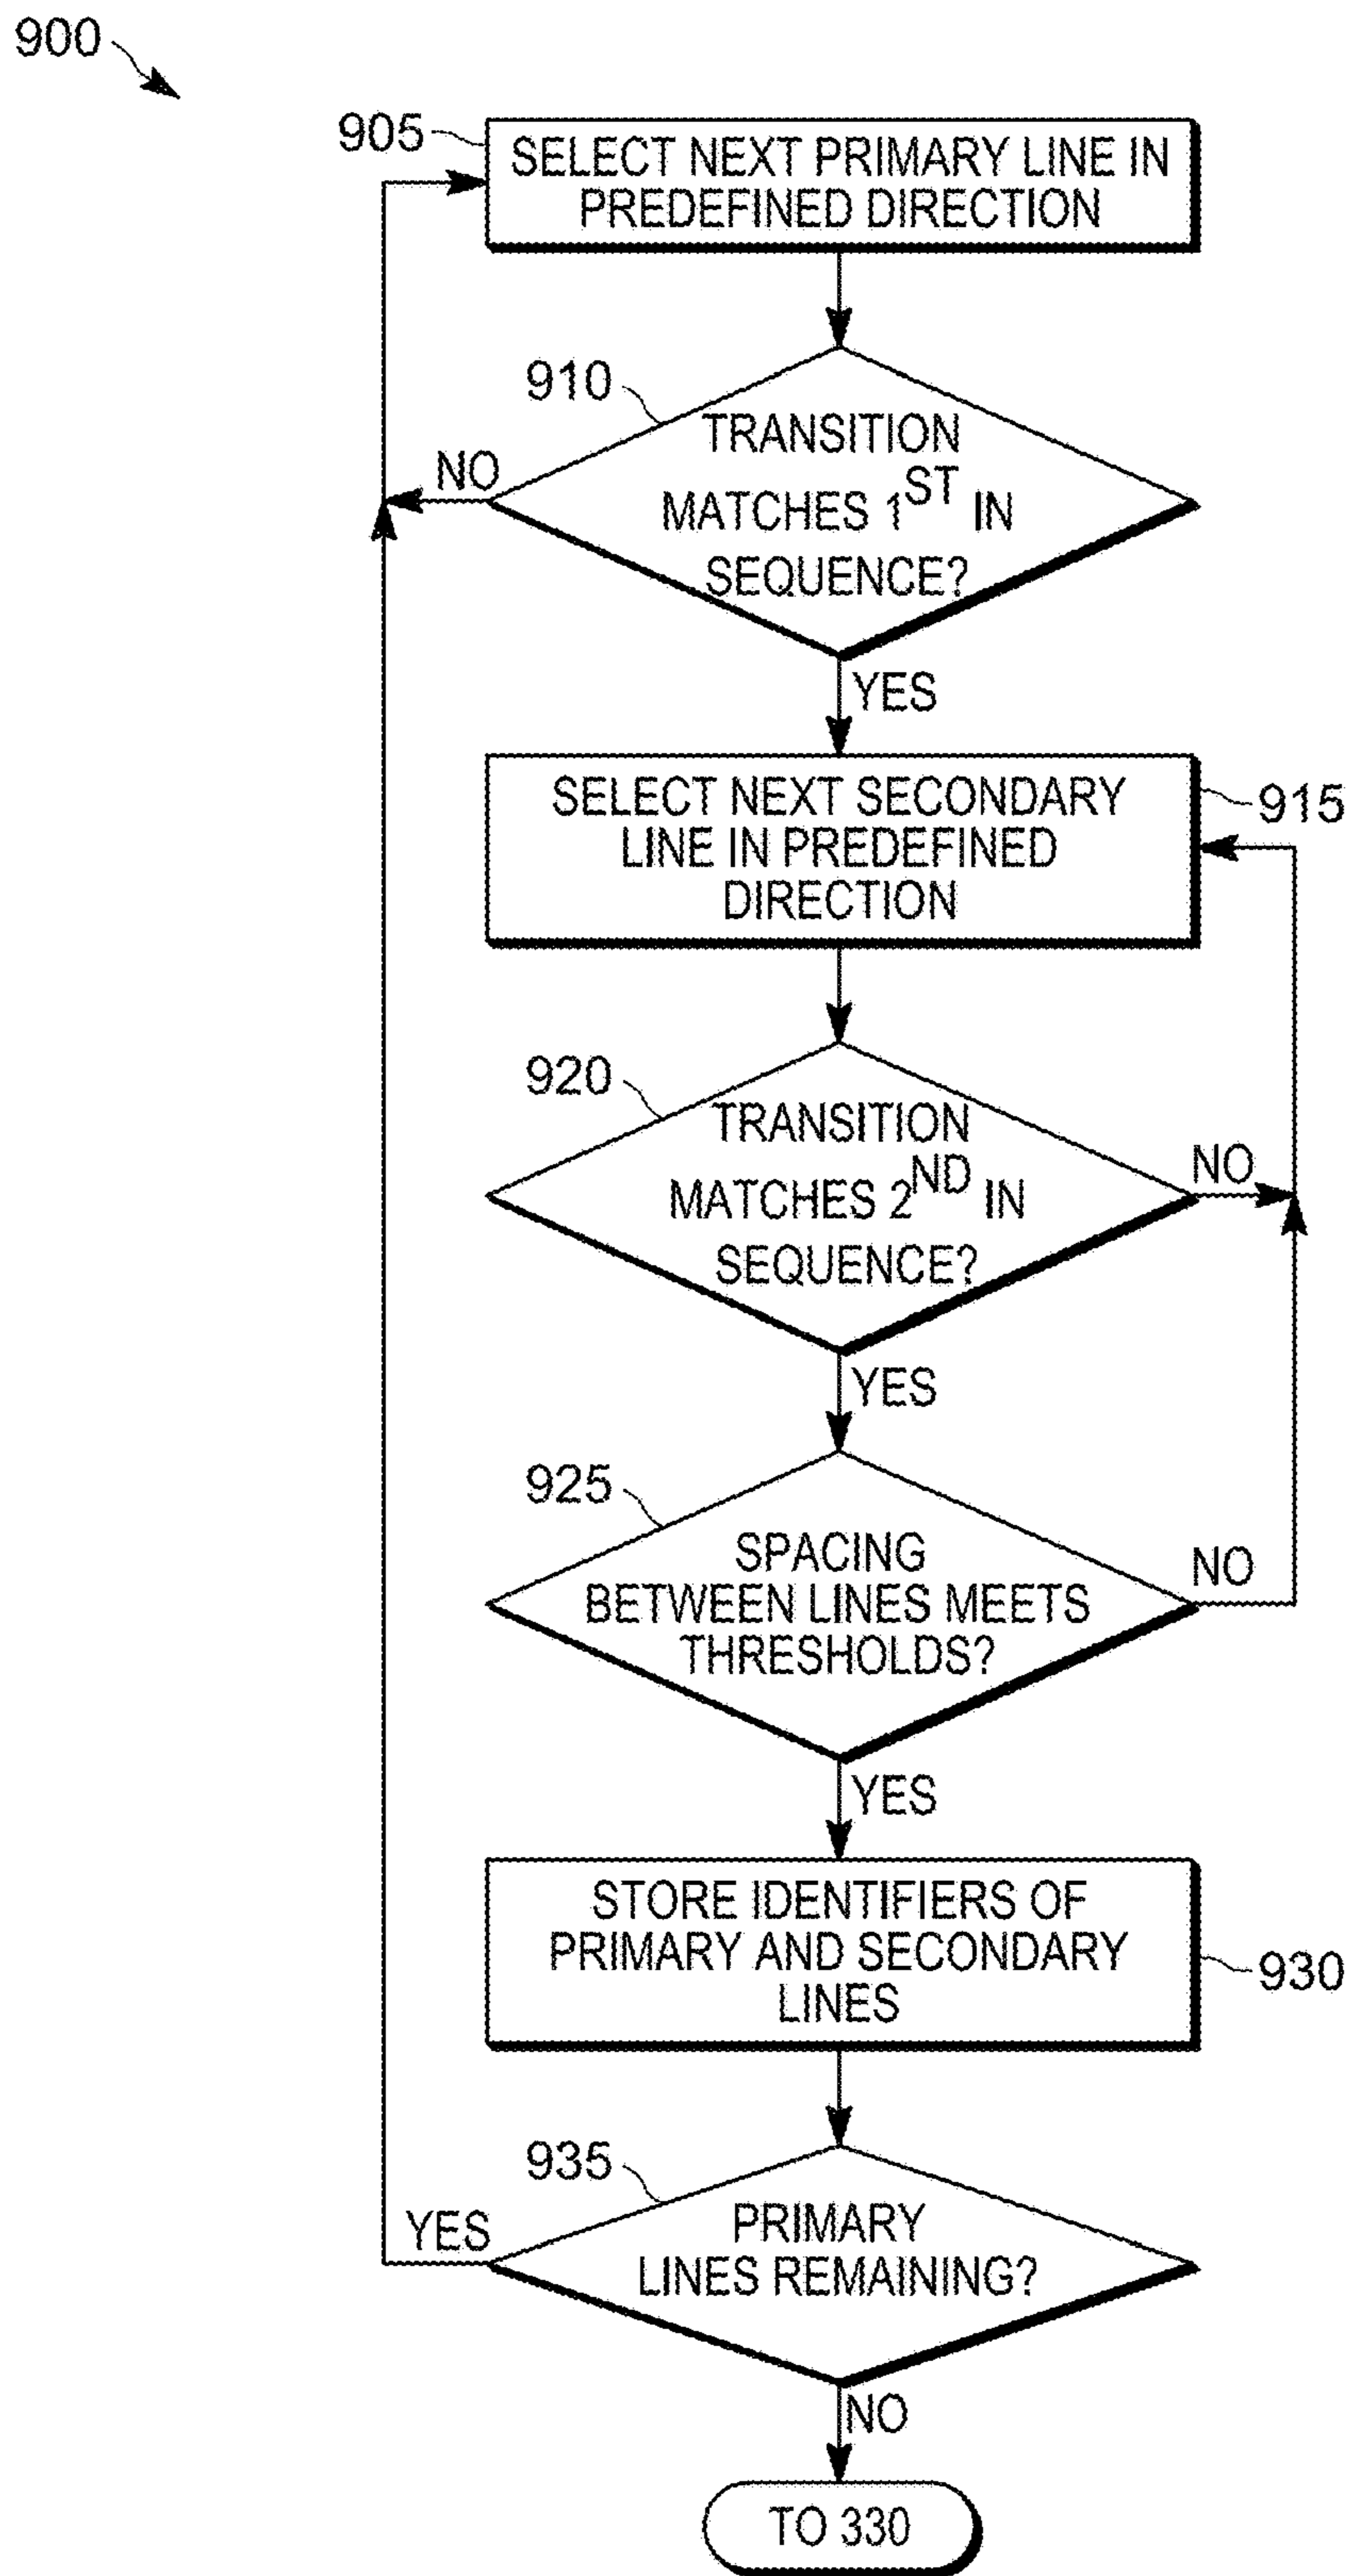 900
905
SELECT NEXT PRIMARY LINE IN
PREDEFINED DIRECTION
910
TRANSITION
MATCHES 1ST IN
SEQUENCE?
NO
YES
SELECT NEXT SECONDARY
LINE IN PREDEFINED
DIRECTION
915
920
TRANSITION
MATCHES 2ND IN
SEQUENCE?
NO
YES
925
SPACING
BETWEEN LINES MEETS
THRESHOLDS?
NO
YES
STORE IDENTIFIERS OF
PRIMARY AND SECONDARY
LINES
930
935
PRIMARY
LINES REMAINING?
YES
NO
TO 330